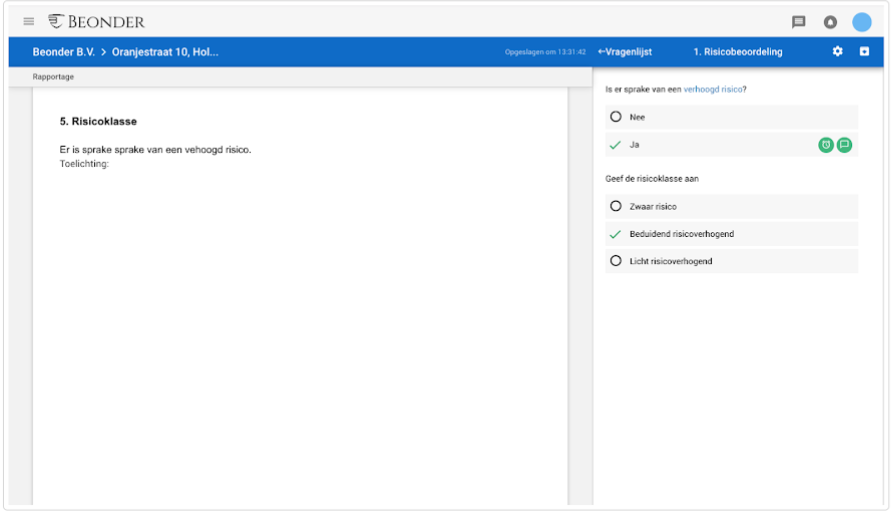 BEONDER
Beonder B.V. > Oranjestraat 10, Hol...
Opgeslagen om 13:31:42
←Vragenlijst
1. Risicobeoordeling
Rapportage
5. Risicoklasse
Er is sprake sprake van een vehoogd risico.
Toelichting:
Is er sprake van een verhoogd risico?
Nee
Ja
Geef de risicoklasse aan
Zwaar risico
Beduidend risicoverhogend
Licht risicoverhogend